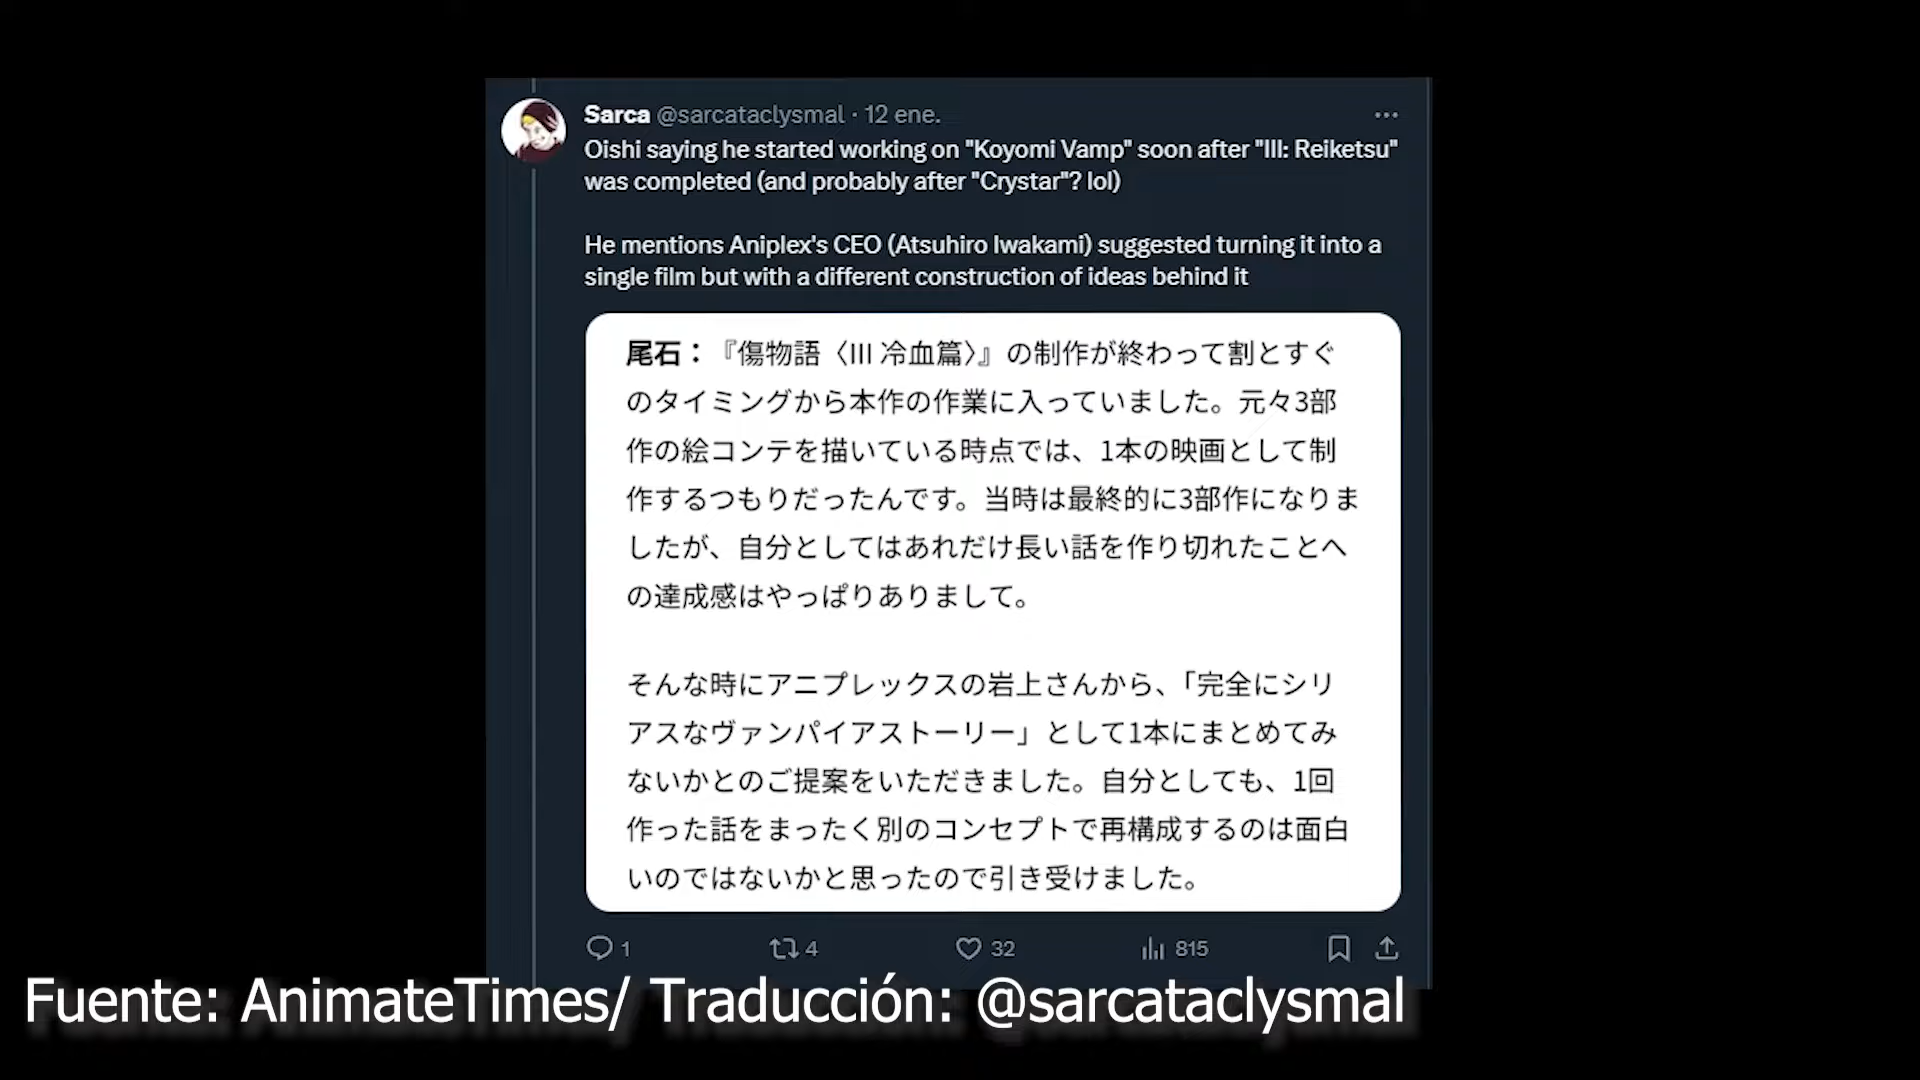 Sarca @sarcataclysmal · 12 ene.
Oishi saying he started working on "Koyomi Vamp" soon after "III: Reiketsu"
was completed (and probably after "Crystar"? lol)
He mentions Aniplex's CEO (Atsuhiro Iwakami) suggested turning it into a
single film but with a different construction of ideas behind it
尾石：『傷物語〈III 冷血篇〉』の制作が終わって割とすぐ
のタイミングから本作の作業に入っていました。元々3部
作の絵コンテを描いている時点では、1本の映画として制
作するつもりだったんです。当時は最終的に3部作になりま
したが、自分としてはあれだけ長い話を作り切れたことへ
の達成感はやっぱりありまして。
そんな時にアニプレックスの岩上さんから、「完全にシリ
アスなヴァンパイアストーリー」として1本にまとめてみ
ないかとのご提案をいただきました。自分としても、1回
作った話をまったく別のコンセプトで再構成するのは面白
いのではないかと思ったので引き受けました。
1 4 32 815
Fuente: AnimateTimes/ Traducción: @sarcataclysmal